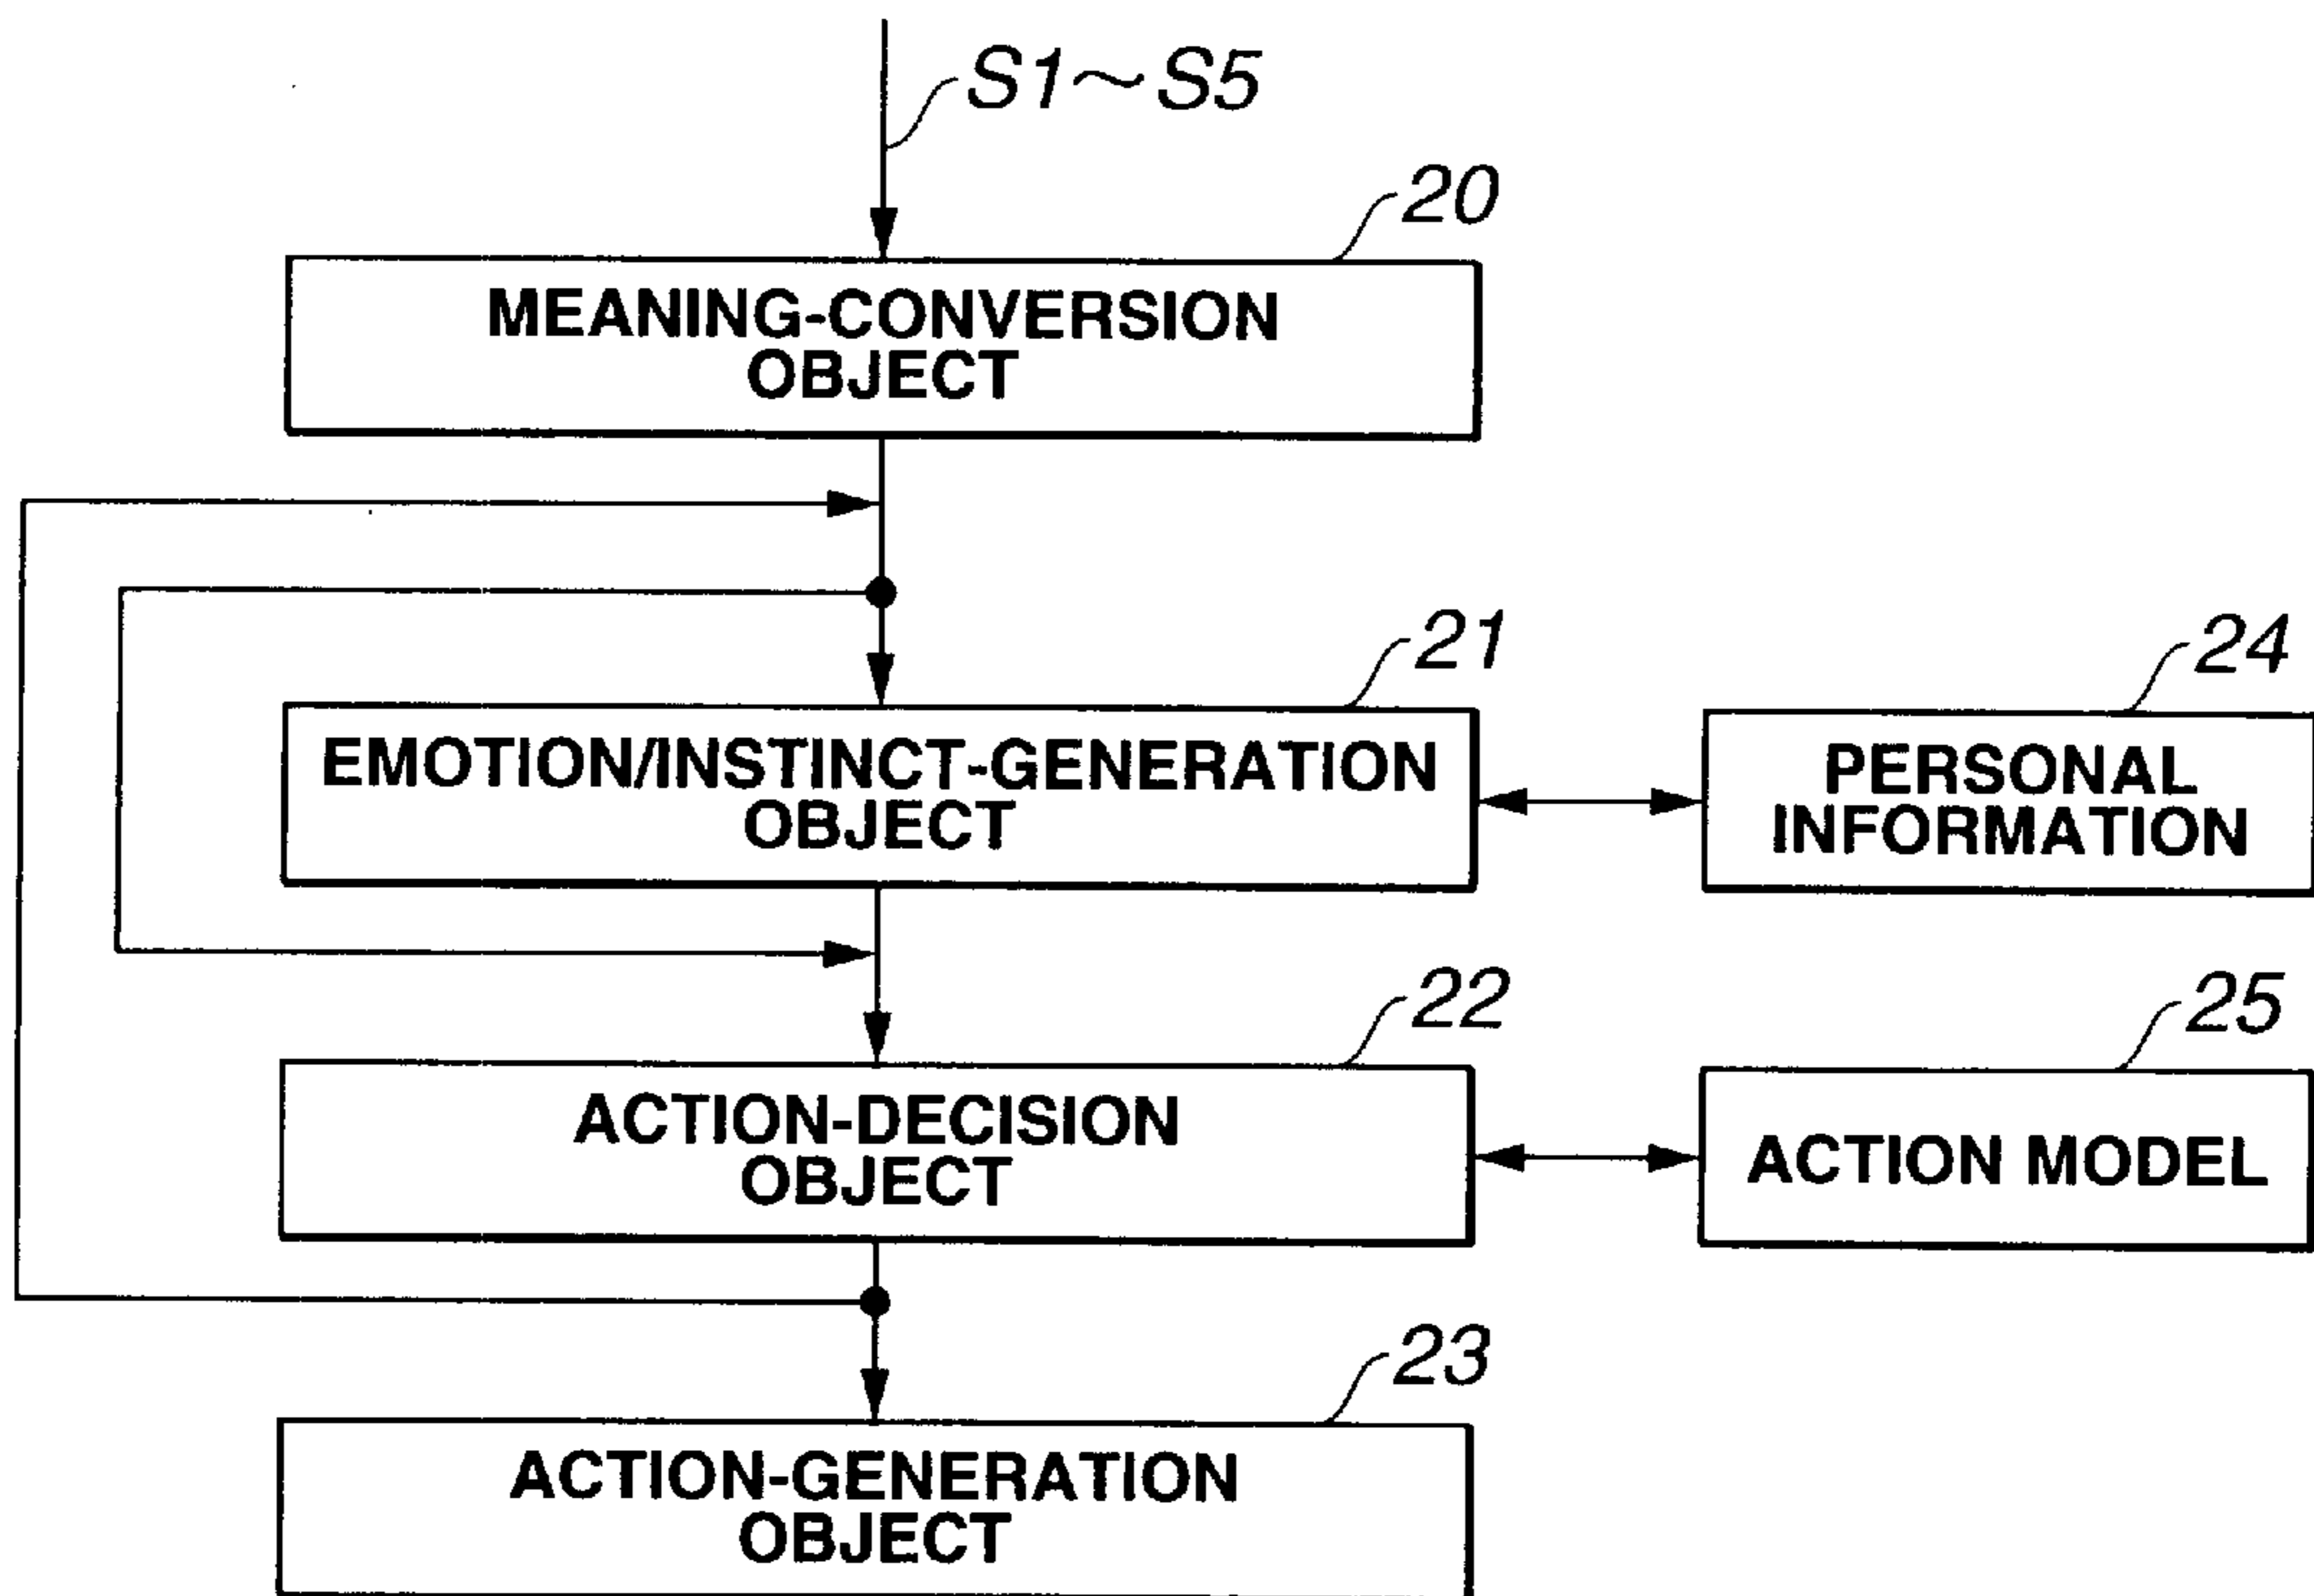 S1~S5
20
MEANING-CONVERSION
OBJECT
21
24
EMOTION/INSTINCT-GENERATION
OBJECT
PERSONAL
INFORMATION
22
25
ACTION-DECISION
OBJECT
ACTION MODEL
23
ACTION-GENERATION
OBJECT